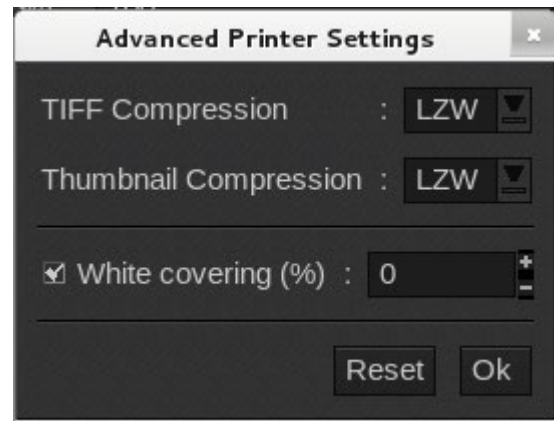 Advanced Printer Settings
TIFF Compression : LZW
Thumbnail Compression : LZW
White covering (%) : 0
Reset Ok